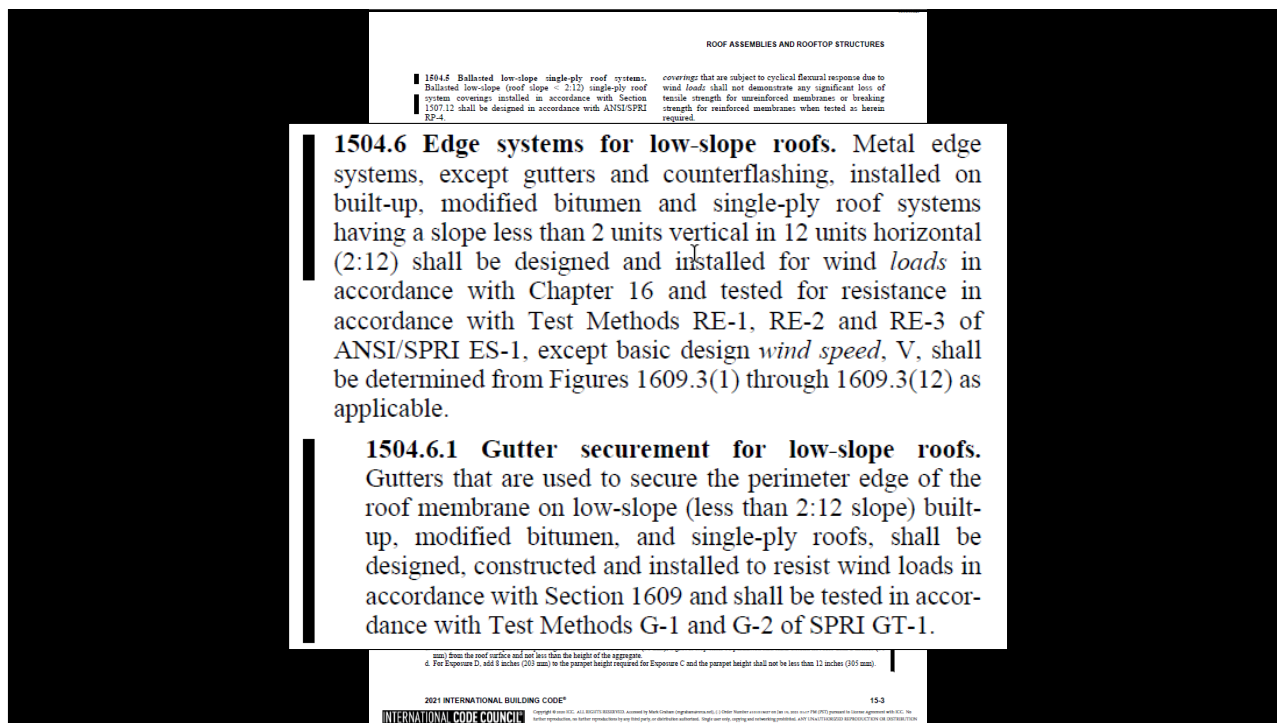 ROOF ASSEMBLIES AND ROOFTOP STRUCTURES
1504.5 Ballasted low-slope single-ply roof systems.
Ballasted low-slope (roof slope < 2:12) single-ply roof
system coverings installed in accordance with Section
1507.12 shall be designed in accordance with ANSI/SPRI
RP-4.
coverings that are subject to cyclical flexural response due to
wind loads shall not demonstrate any significant loss of
tensile strength for unreinforced membranes or breaking
strength for reinforced membranes when tested as herein
required.
1504.6 Edge systems for low-slope roofs. Metal edge
systems, except gutters and counterflashing, installed on
built-up, modified bitumen and single-ply roof systems
having a slope less than 2 units vertical in 12 units horizontal
(2:12) shall be designed and installed for wind loads in
accordance with Chapter 16 and tested for resistance in
accordance with Test Methods RE-1, RE-2 and RE-3 of
ANSI/SPRI ES-1, except basic design wind speed, V, shall
be determined from Figures 1609.3(1) through 1609.3(12) as
applicable.
1504.6.1 Gutter securement for low-slope roofs.
Gutters that are used to secure the perimeter edge of the
roof membrane on low-slope (less than 2:12 slope) built-
up, modified bitumen, and single-ply roofs, shall be
designed, constructed and installed to resist wind loads in
accordance with Section 1609 and shall be tested in accor-
dance with Test Methods G-1 and G-2 of SPRI GT-1.
mm) from the roof surface and not less than the height of the aggregate.
d. For Exposure D, add 8 inches (203 mm) to the parapet height required for Exposure C and the parapet height shall not be less than 12 inches (305 mm).
2021 INTERNATIONAL BUILDING CODE®
15-3
INTERNATIONAL CODE COUNCIL